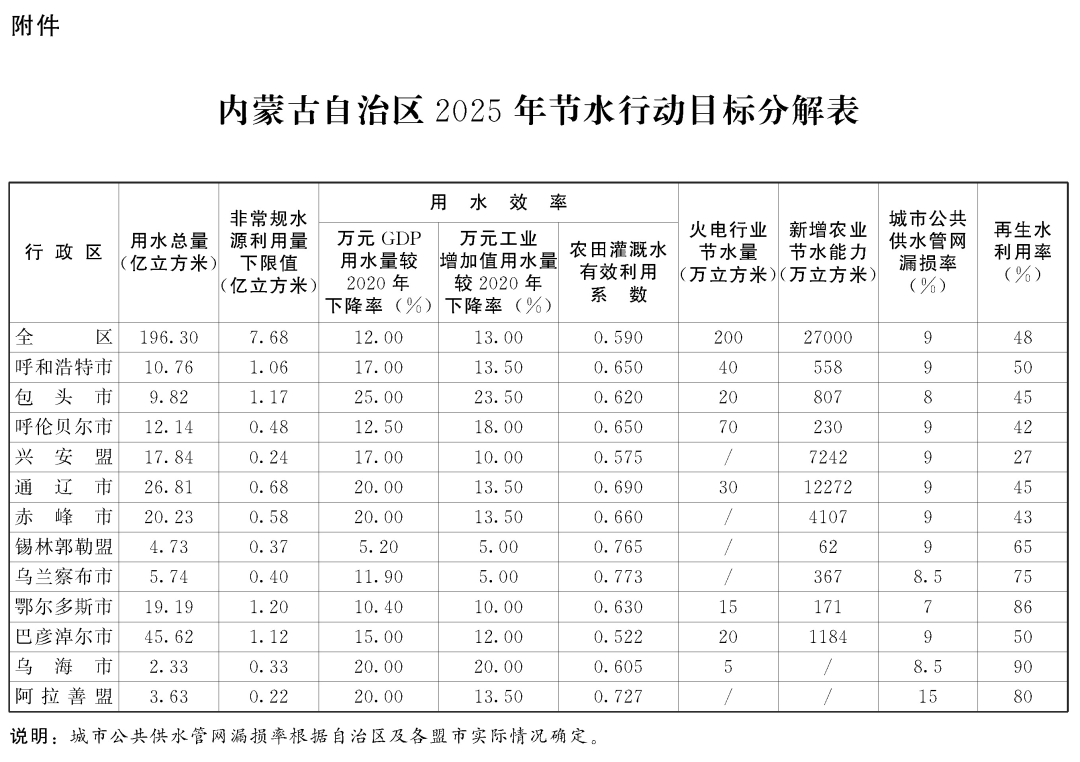 附件
内蒙古自治区 2025 年节水行动目标分解表
行政区 用水总量（亿立方米） 非常规水源利用量下限值（亿立方米） 用水效率 火电行业节水量（万立方米） 新增农业节水能力（万立方米） 城市公共供水管网漏损率（%） 再生水利用率（%）
万元 GDP 用水量较 2020 年下降率（%） 万元工业增加值用水量较 2020 年下降率（%） 农田灌溉水有效利用系数
全区 196.30 7.68 12.00 13.00 0.590 200 27000 9 48
呼和浩特市 10.76 1.06 17.00 13.50 0.650 40 558 9 50
包头市 9.82 1.17 25.00 23.50 0.620 20 807 8 45
呼伦贝尔市 12.14 0.48 12.50 18.00 0.650 70 230 9 42
兴安盟 17.84 0.24 17.00 10.00 0.575 / 7242 9 27
通辽市 26.81 0.68 20.00 13.50 0.690 30 12272 9 45
赤峰市 20.23 0.58 20.00 13.50 0.660 / 4107 9 43
锡林郭勒盟 4.73 0.37 5.20 5.00 0.765 / 62 9 65
乌兰察布市 5.74 0.40 11.90 5.00 0.773 / 367 8.5 75
鄂尔多斯市 19.19 1.20 10.40 10.00 0.630 15 171 7 86
巴彦淖尔市 45.62 1.12 15.00 12.00 0.522 20 1184 9 50
乌海市 2.33 0.33 20.00 20.00 0.605 5 / 8.5 90
阿拉善盟 3.63 0.22 20.00 13.50 0.727 / / 15 80
说明：城市公共供水管网漏损率根据自治区及各盟市实际情况确定。